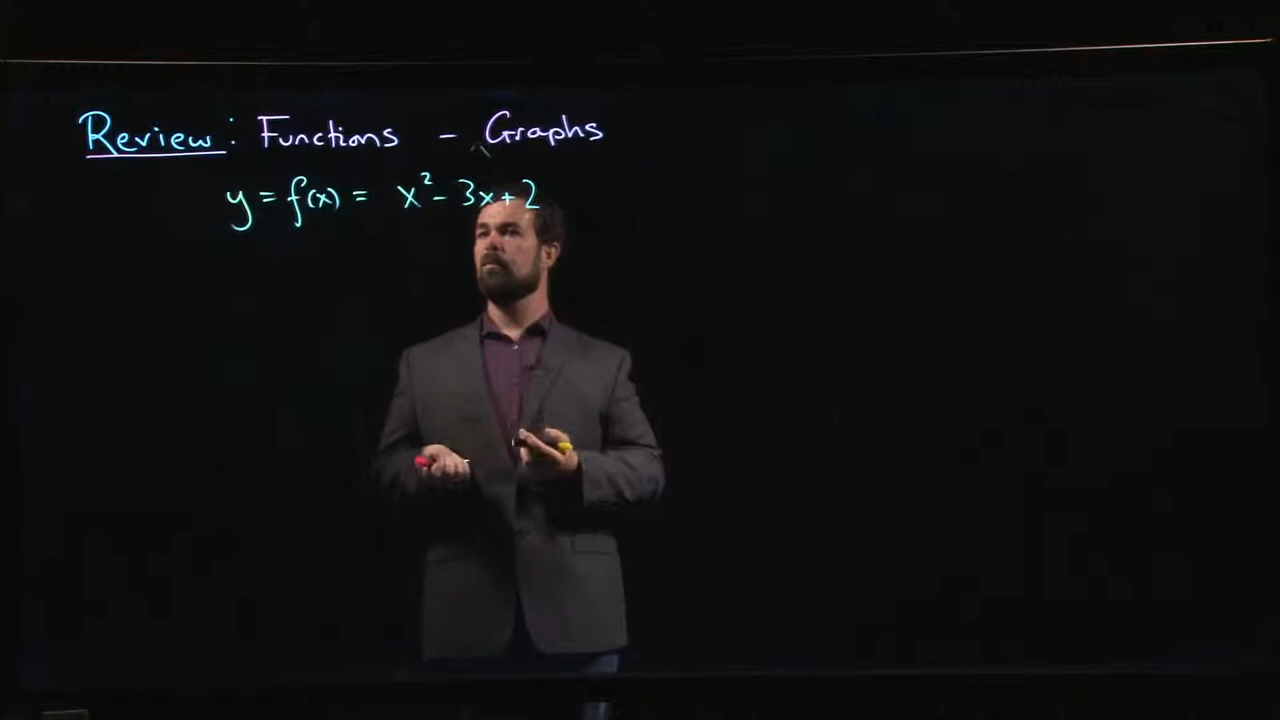 Review: Functions - Graphs
y = f(x) = x² - 3x + 2